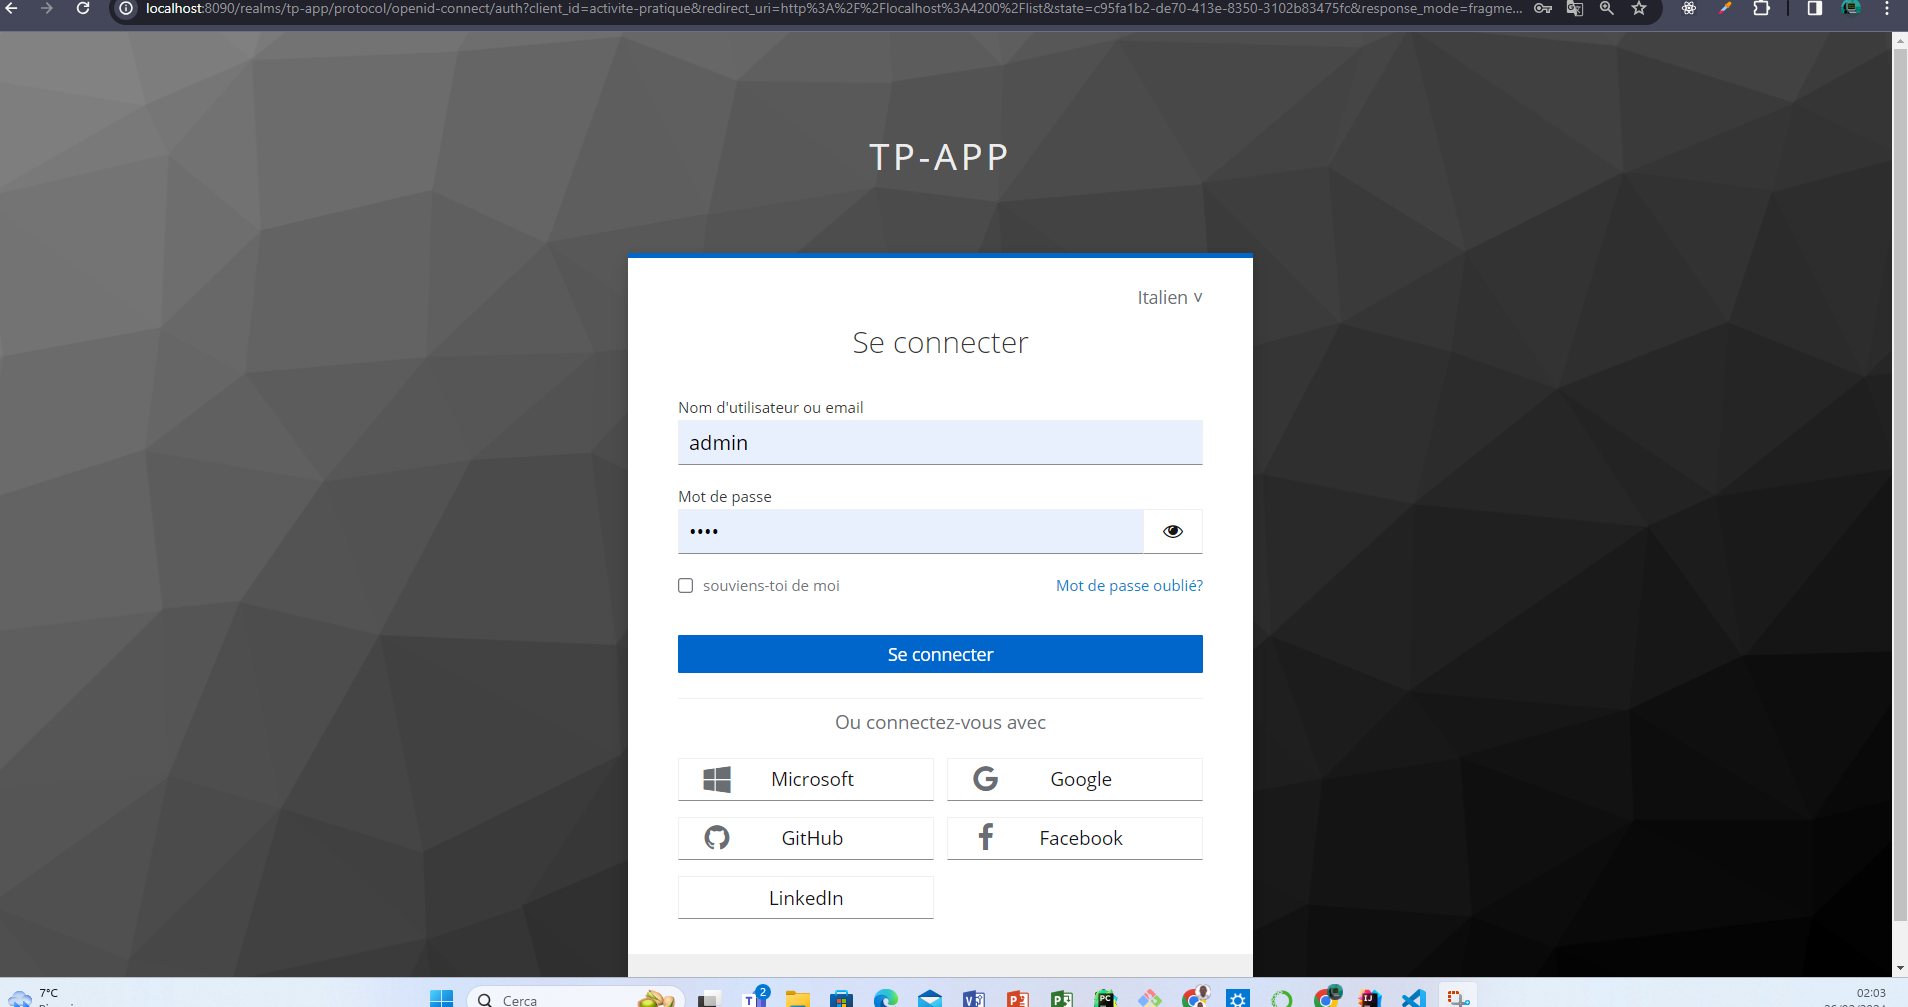 localhost:8090/realms/tp-app/protocol/openid-connect/auth?client_id=activite-pratique&redirect_uri=http%3A%2F%2Flocalhost%3A4200%2Flist&state=c95fa1b2-de70-413e-8350-3102b83475fc&response_mode=fragme...
TP-APP
Italien v
Se connecter
Nom d'utilisateur ou email
admin
Mot de passe
••••
souviens-toi de moi
Mot de passe oublié?
Se connecter
Ou connectez-vous avec
Microsoft
Google
GitHub
Facebook
LinkedIn
7°C
Cerca
2
02:03